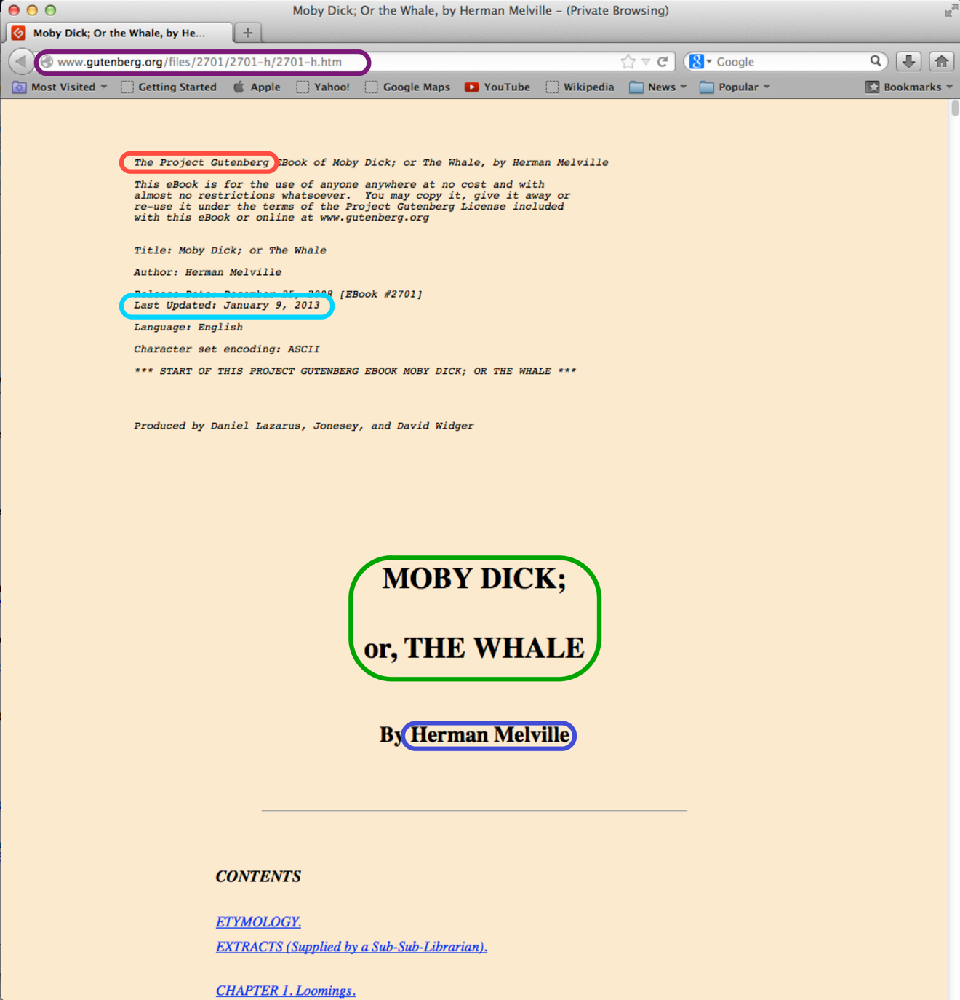 Moby Dick; Or the Whale, by Herman Melville – (Private Browsing)
Moby Dick; Or the Whale, by He...
www.gutenberg.org/files/2701/2701-h/2701-h.htm
Google
Most Visited
Getting Started
Apple
Yahoo!
Google Maps
YouTube
Wikipedia
News
Popular
Bookmarks
The Project Gutenberg EBook of Moby Dick; or The Whale, by Herman Melville
This eBook is for the use of anyone anywhere at no cost and with
almost no restrictions whatsoever. You may copy it, give it away or
re-use it under the terms of the Project Gutenberg License included
with this eBook or online at www.gutenberg.org
Title: Moby Dick; or The Whale
Author: Herman Melville
Release Date: December 25, 2008 [EBook #2701]
Last Updated: January 9, 2013
Language: English
Character set encoding: ASCII
*** START OF THIS PROJECT GUTENBERG EBOOK MOBY DICK; OR THE WHALE ***
Produced by Daniel Lazarus, Jonesey, and David Widger
MOBY DICK;
or, THE WHALE
By Herman Melville
CONTENTS
ETYMOLOGY.
EXTRACTS (Supplied by a Sub-Sub-Librarian).
CHAPTER 1. Loomings.